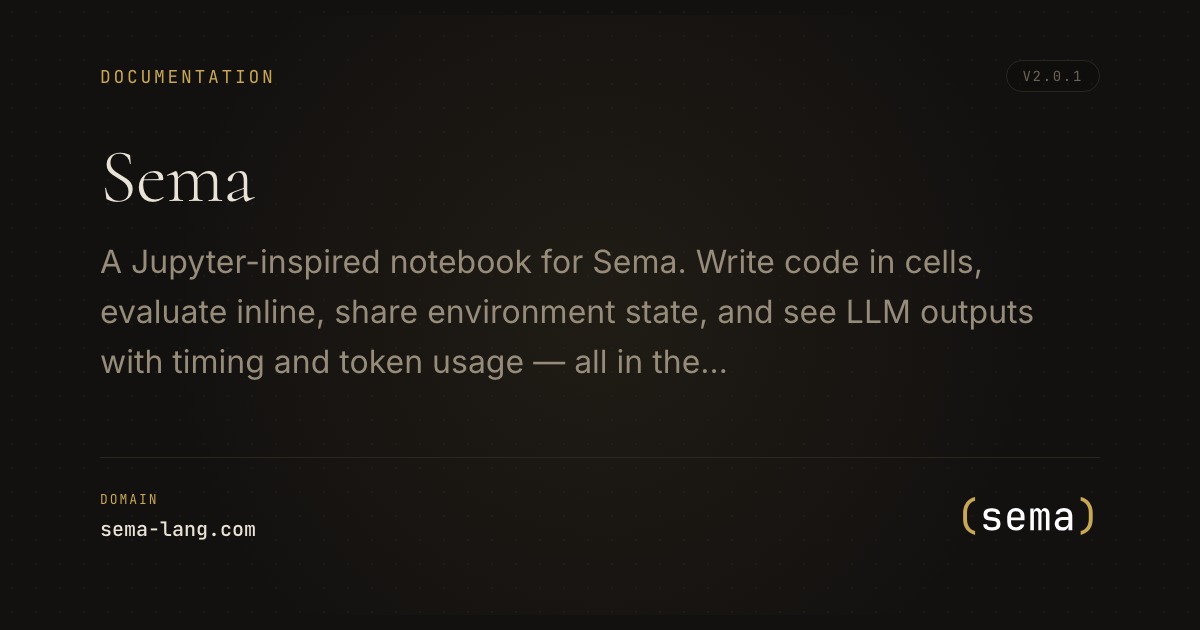 DOCUMENTATION
V2.0.1
Sema
A Jupyter-inspired notebook for Sema. Write code in cells,
evaluate inline, share environment state, and see LLM outputs
with timing and token usage — all in the...
DOMAIN
sema-lang.com
(sema)